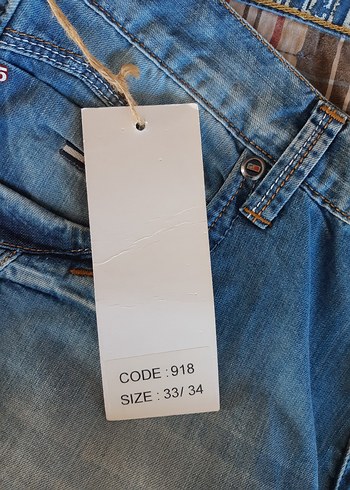 CODE : 918
SIZE : 33/ 34